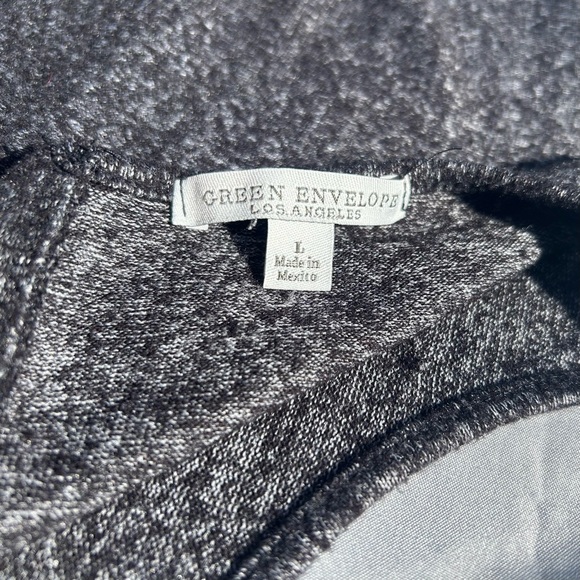 GREEN ENVELOPE
LOS ANGELES
L
Made in
Mexico